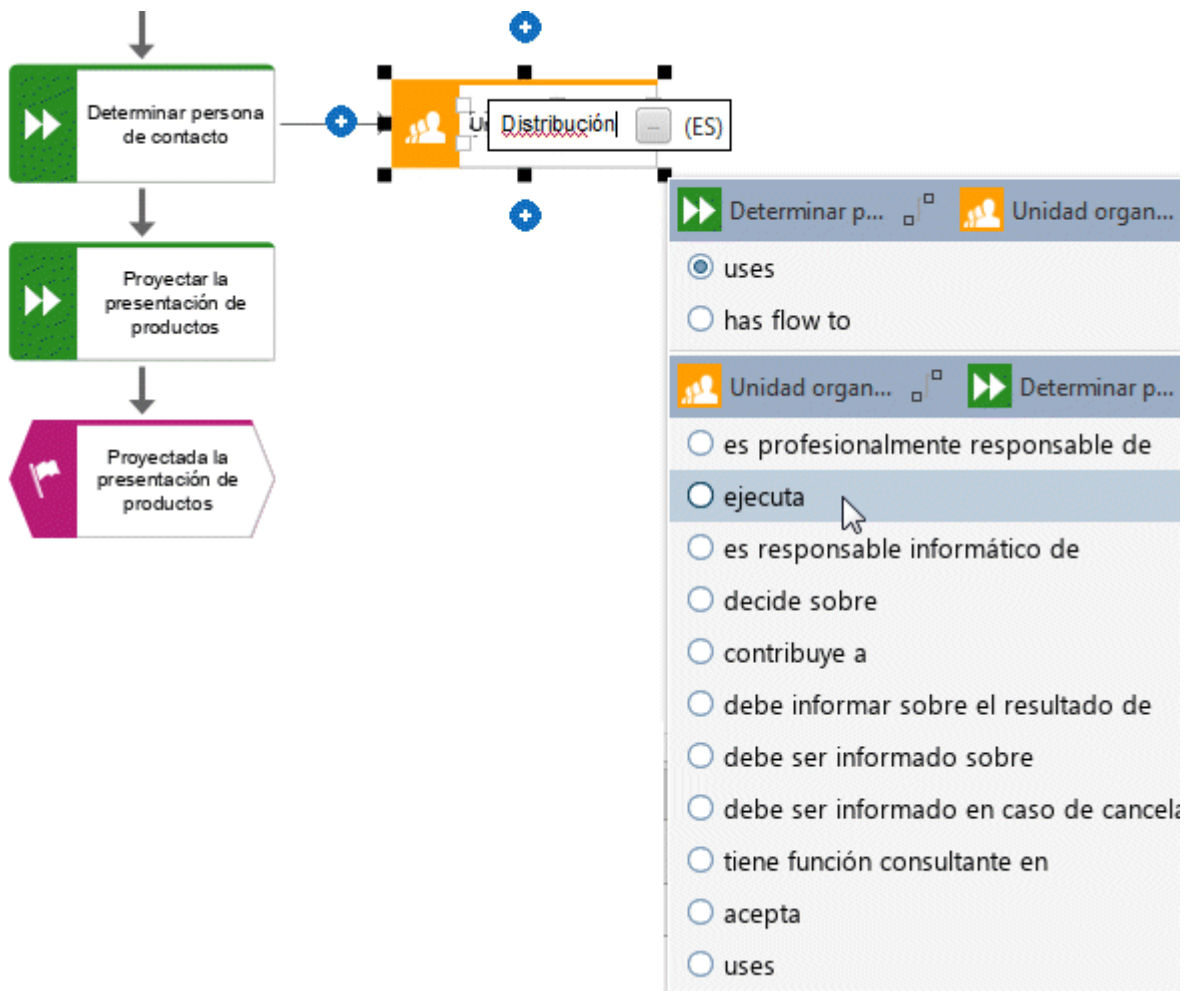 Determinar persona
de contacto
Un
Distribución
...
(ES)
Proyectar la
presentación de
productos
Proyectada la
presentación de
productos
Determinar p...
Unidad organ...
uses
has flow to
Unidad organ...
Determinar p...
es profesionalmente responsable de
ejecuta
es responsable informático de
decide sobre
contribuye a
debe informar sobre el resultado de
debe ser informado sobre
debe ser informado en caso de cancela
tiene función consultante en
acepta
uses